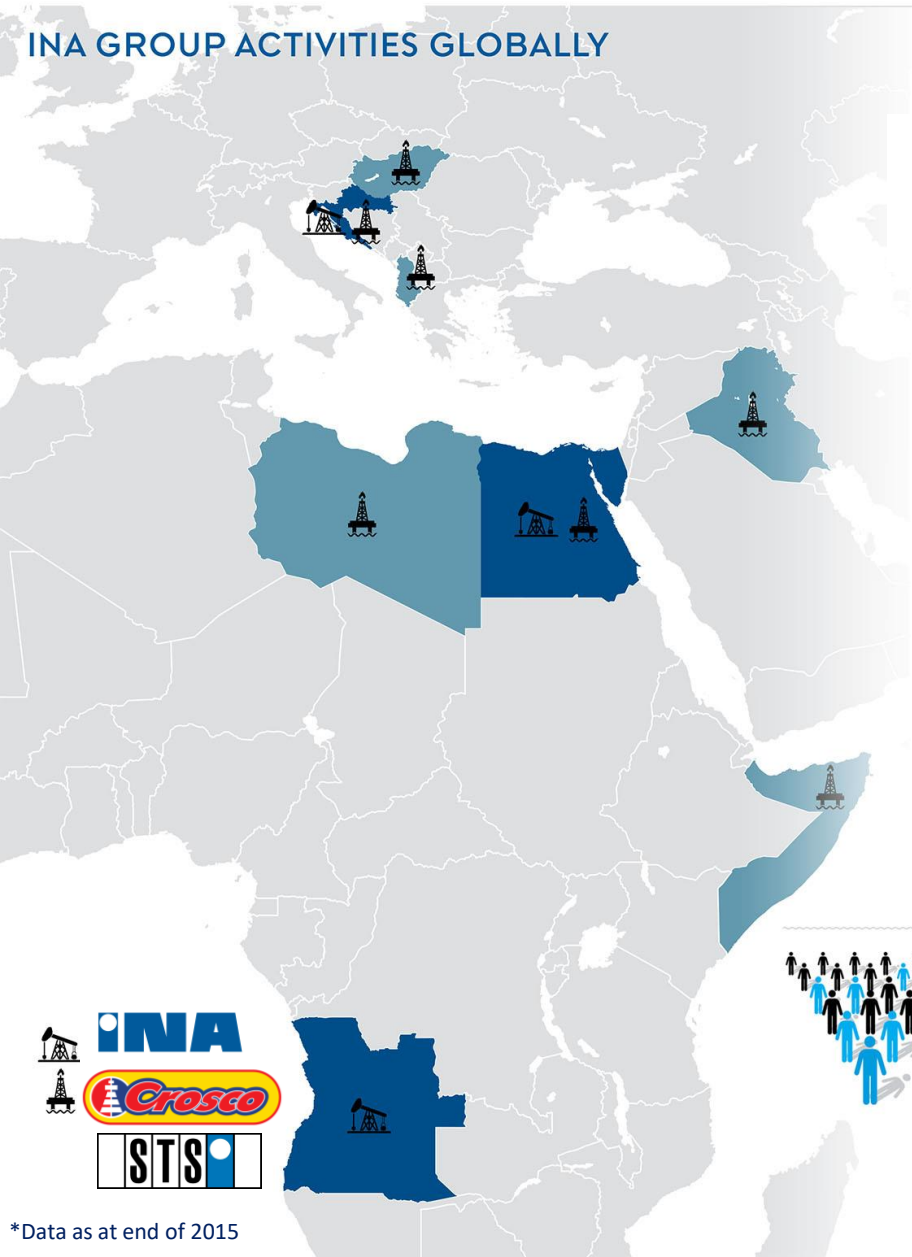 INA GROUP ACTIVITIES GLOBALLY
INA
Crosco
STS
*Data as at end of 2015